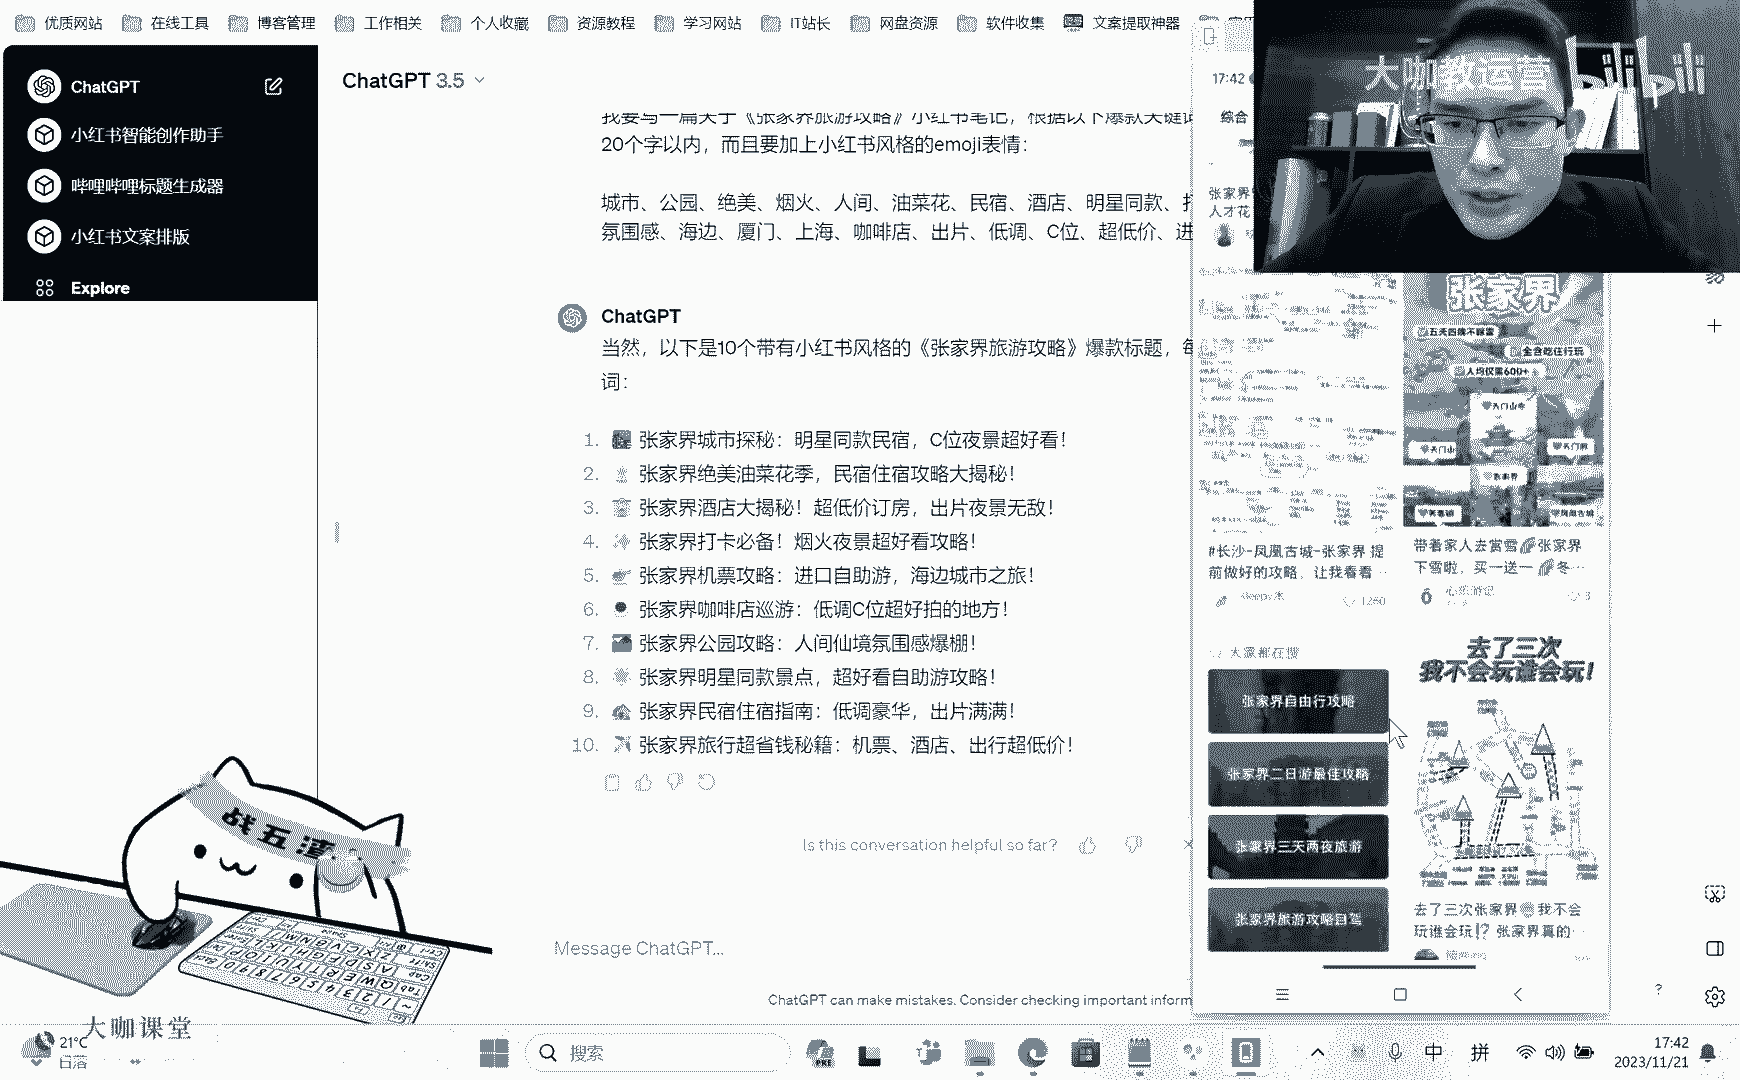 优质网站
在线工具
博客管理
工作相关
个人收藏
资源教程
学习网站
IT站长
网盘资源
软件收集
文案提取神器
ChatGPT
小红书智能创作助手
哔哩哔哩标题生成器
小红书文案排版
Explore
ChatGPT 3.5
我要写一篇关于《张家界旅游攻略》小红书笔记，根据以下爆款关键词
20个字以内，而且要加上小红书风格的emoji表情：
城市、公园、绝美、烟火、人间、油菜花、民宿、酒店、明星同款、打
氛围感、海边、厦门、上海、咖啡店、出片、低调、C位、超低价、进
ChatGPT
当然，以下是10个带有小红书风格的《张家界旅游攻略》爆款标题，每
词：
1. 张家界城市探秘：明星同款民宿，C位夜景超好看！
2. 张家界绝美油菜花季，民宿住宿攻略大揭秘！
3. 张家界酒店大揭秘！超低价订房，出片夜景无敌！
4. 张家界打卡必备！烟火夜景超好看攻略！
5. 张家界机票攻略：进口自助游，海边城市之旅！
6. 张家界咖啡店巡游：低调C位超好拍的地方！
7. 张家界公园攻略：人间仙境氛围感爆棚！
8. 张家界明星同款景点，超好看自助游攻略！
9. 张家界民宿住宿指南：低调豪华，出片满满！
10. 张家界旅行超省钱秘籍：机票、酒店、出行超低价！
Is this conversation helpful so far?
Message ChatGPT...
ChatGPT can make mistakes. Consider checking important inform
17:42
综合
张家界
人才花
大咖教运营
bilibili
张家界
五天四晚不踩雷
全含吃住行玩
人均仅需600+
天门山寺
天门山
张家界
芙蓉镇
凤凰古城
#长沙-凤凰古城-张家界 提
前做好的攻略，让我看看…
1260
带着家人去赏雪张家界
下雪啦，买一送一 冬…
3
大家都在搜
张家界自由行攻略
张家界二日游最佳攻略
张家界三天两夜旅游
张家界旅游攻略自驾
去了三次
我不会玩谁会玩！
去了三次张家界我不会
玩谁会玩⁉ 张家界真的…
战五渣
大咖课堂
21°C
日落
搜索
中
拼
17:42
2023/11/21